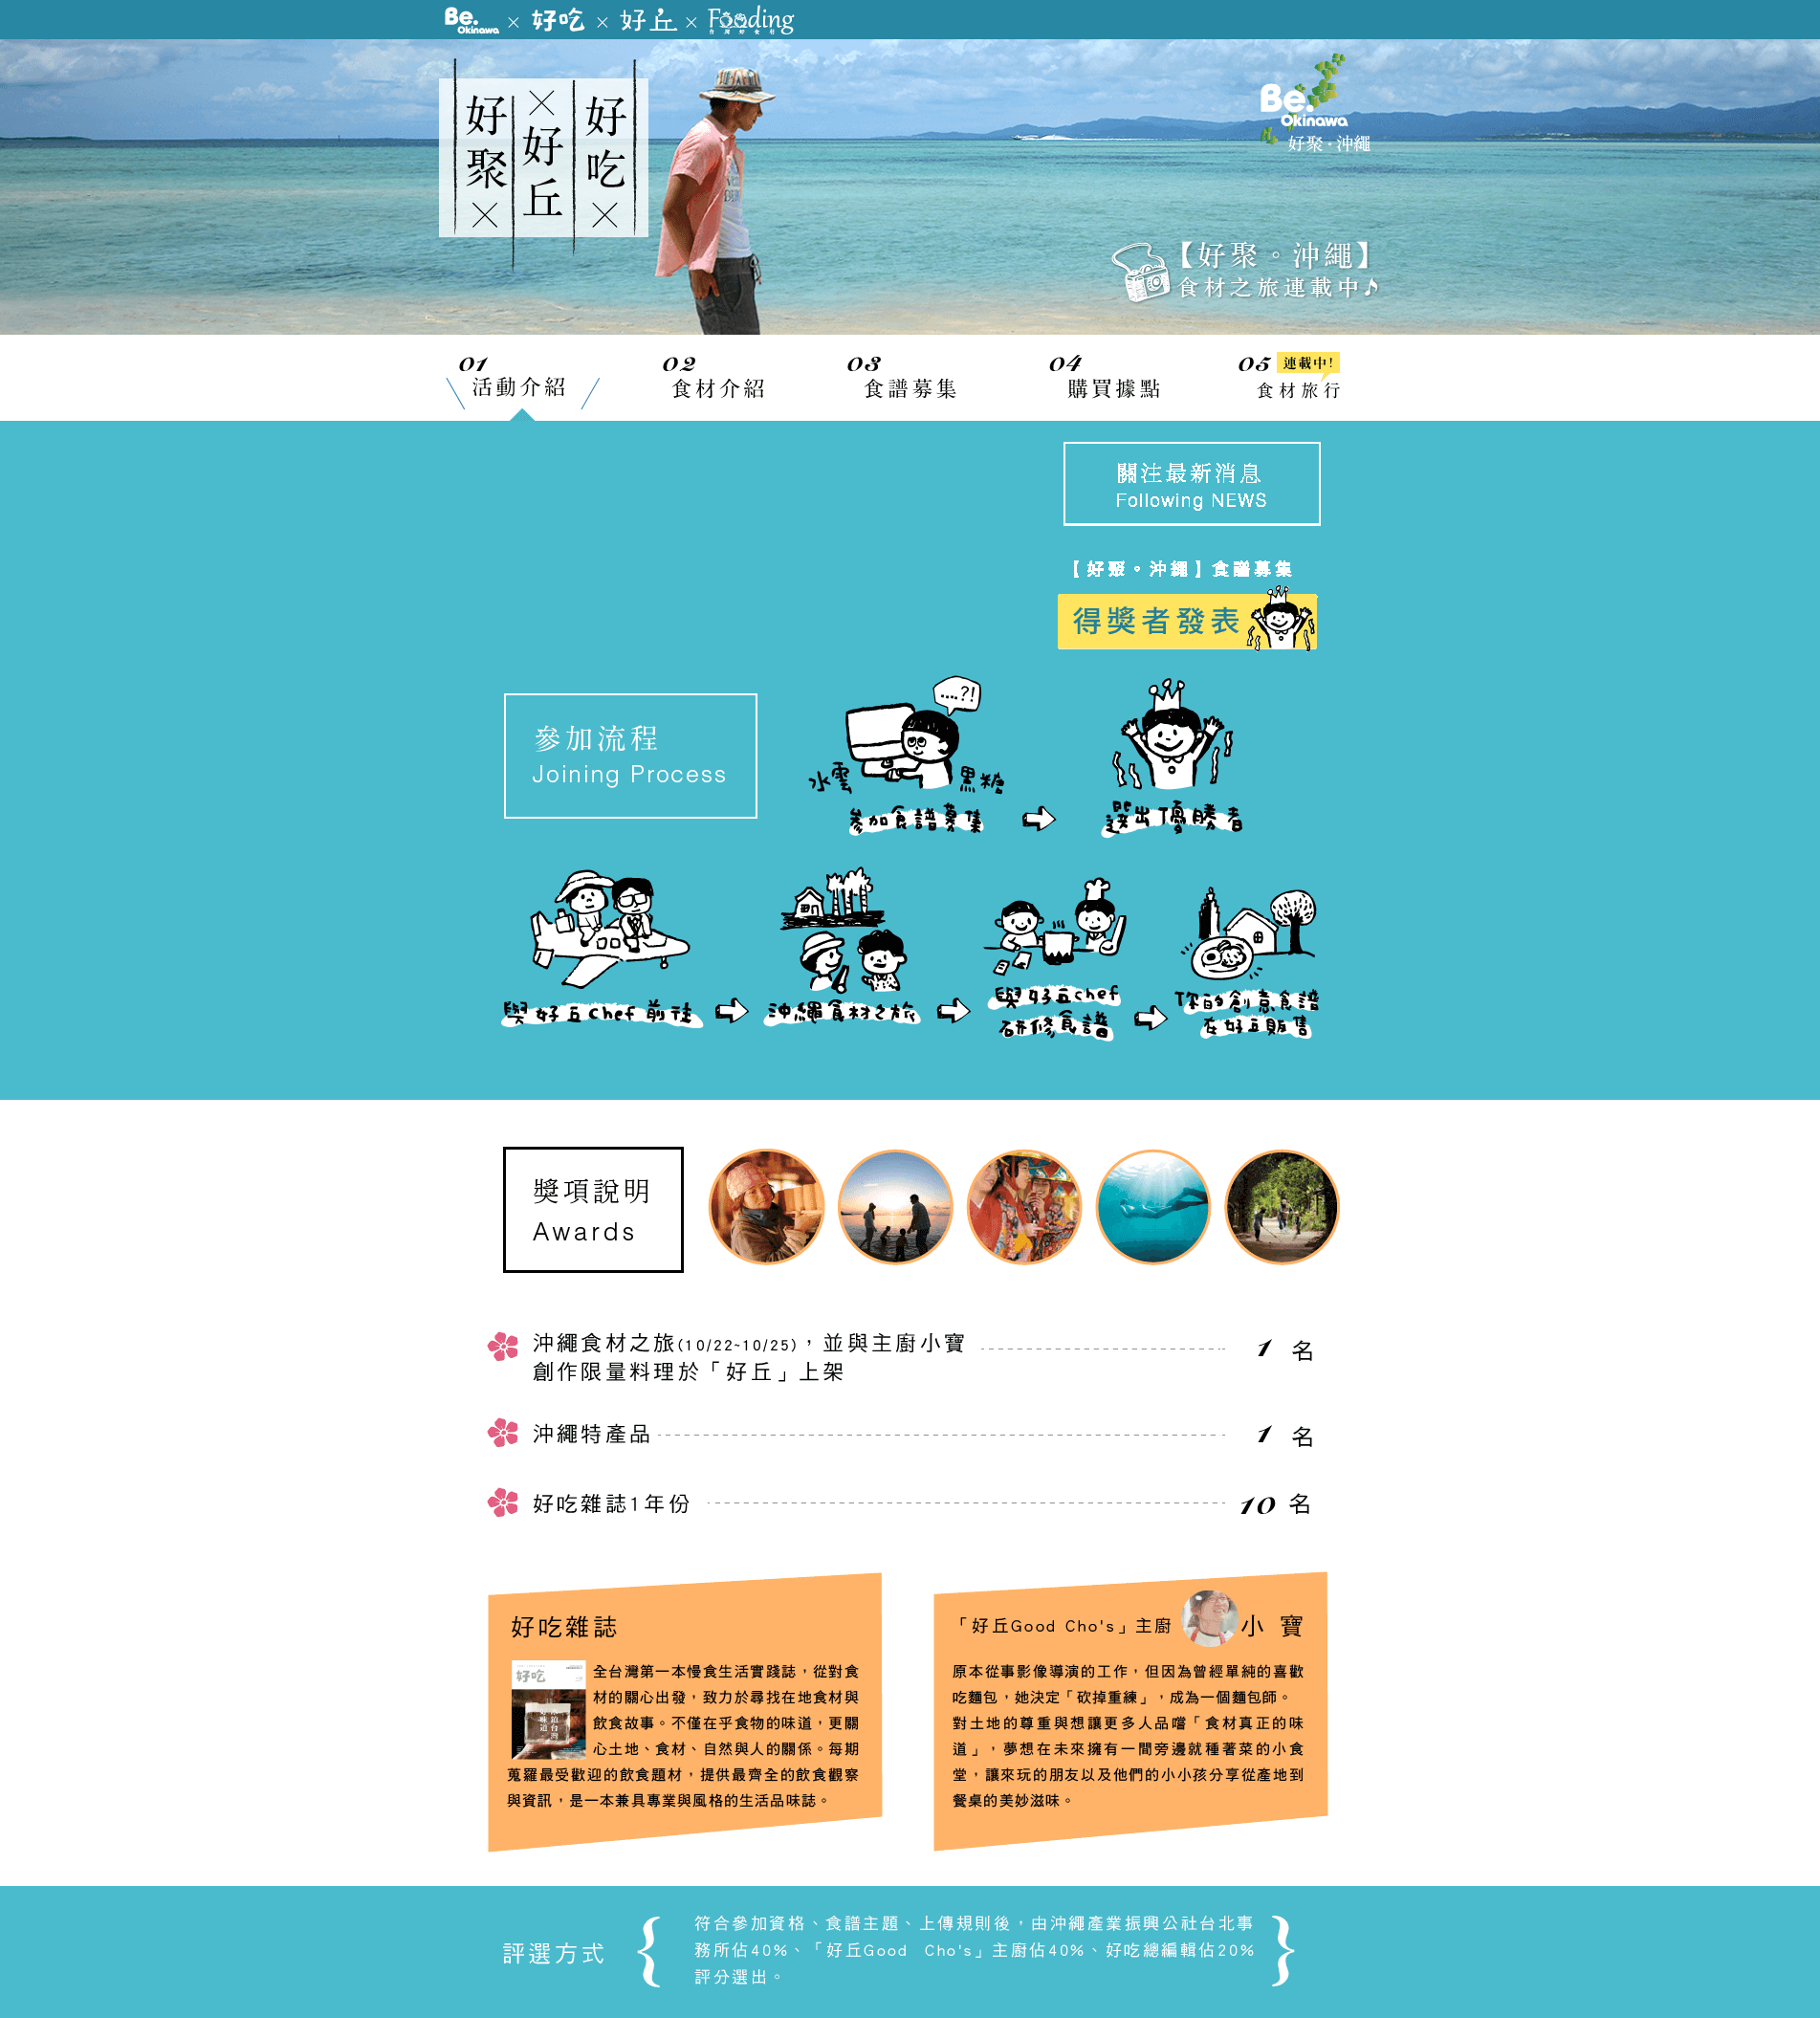 Be. Okinawa × 好吃 × 好丘 × Fooding
好吃×
×好丘
好聚×
Be.
Okinawa
好聚·沖繩
【好聚。沖繩】
食材之旅連載中♪
01 活動介紹
02 食材介紹
03 食譜募集
04 購買據點
05 連載中! 食材旅行
關注最新消息
Following NEWS
【好聚。沖繩】食譜募集
得獎者發表
參加流程
Joining Process
....?!
水雲
黑糖
參加食譜募集
選出優勝者
與好丘chef前往
沖繩食材之旅
與好丘chef
研修食譜
你的創意食譜
在好丘販售
獎項說明
Awards
沖繩食材之旅(10/22~10/25)，並與主廚小寶
創作限量料理於「好丘」上架
1 名
沖繩特產品
1 名
好吃雜誌1年份
10 名
好吃雜誌
好吃
全台灣第一本慢食生活實踐誌，從對食
材的關心出發，致力於尋找在地食材與
飲食故事。不僅在乎食物的味道，更關
心土地、食材、自然與人的關係。每期
蒐羅最受歡迎的飲食題材，提供最齊全的飲食觀察
與資訊，是一本兼具專業與風格的生活品味誌。
「好丘Good Cho's」主廚 小寶
原本從事影像導演的工作，但因為曾經單純的喜歡
吃麵包，她決定「砍掉重練」，成為一個麵包師。
對土地的尊重與想讓更多人品嚐「食材真正的味
道」，夢想在未來擁有一間旁邊就種著菜的小食
堂，讓來玩的朋友以及他們的小小孩分享從產地到
餐桌的美妙滋味。
評選方式
符合參加資格、食譜主題、上傳規則後，由沖繩產業振興公社台北事
務所佔40%、「好丘Good Cho's」主廚佔40%、好吃總編輯佔20%
評分選出。